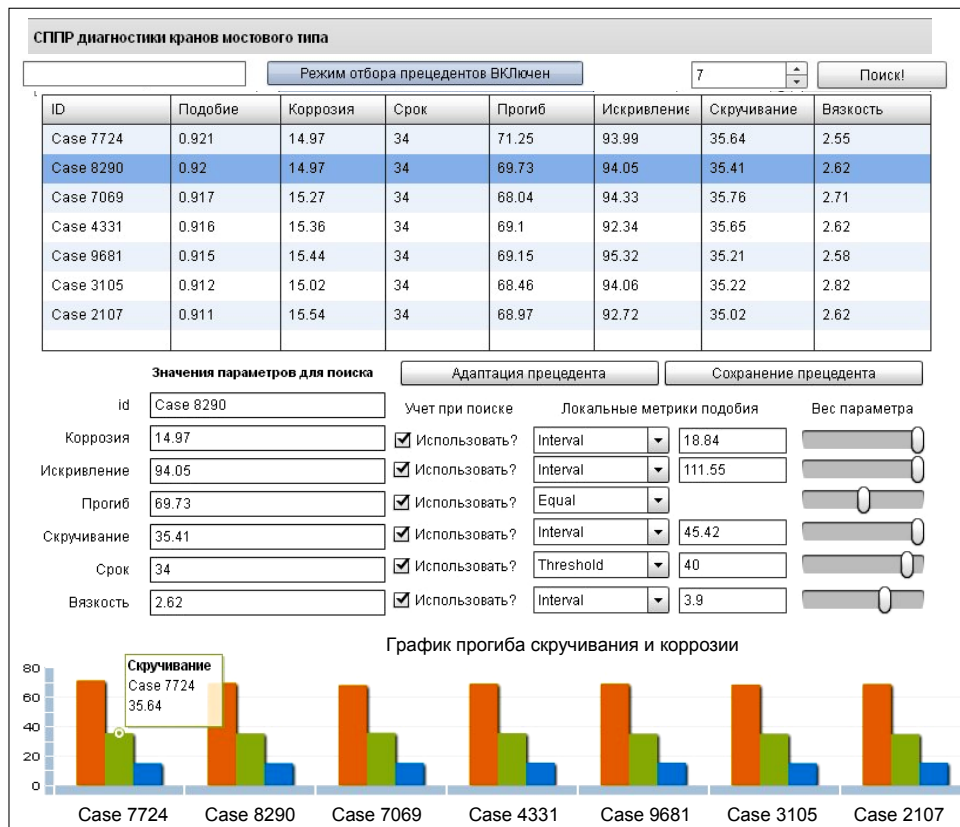 СППР диагностики кранов мостового типа
Режим отбора прецедентов ВКЛючен 7 Поиск!
ID Подобие Коррозия Срок Прогиб Искривление Скручивание Вязкость
Case 7724 0.921 14.97 34 71.25 93.99 35.64 2.55
Case 8290 0.92 14.97 34 69.73 94.05 35.41 2.62
Case 7069 0.917 15.27 34 68.04 94.33 35.76 2.71
Case 4331 0.916 15.36 34 69.1 92.34 35.65 2.62
Case 9681 0.915 15.44 34 69.15 95.32 35.21 2.58
Case 3105 0.912 15.02 34 68.46 94.06 35.22 2.82
Case 2107 0.911 15.54 34 68.97 92.72 35.02 2.62
Значения параметров для поиска Адаптация прецедента Сохранение прецедента
id Case 8290 Учет при поиске Локальные метрики подобия Вес параметра
Коррозия 14.97 Использовать? Interval 18.84
Искривление 94.05 Использовать? Interval 111.55
Прогиб 69.73 Использовать? Equal
Скручивание 35.41 Использовать? Interval 45.42
Срок 34 Использовать? Threshold 40
Вязкость 2.62 Использовать? Interval 3.9
График прогиба скручивания и коррозии
80
60
40
20
0
Скручивание
Case 7724
35.64
Case 7724 Case 8290 Case 7069 Case 4331 Case 9681 Case 3105 Case 2107